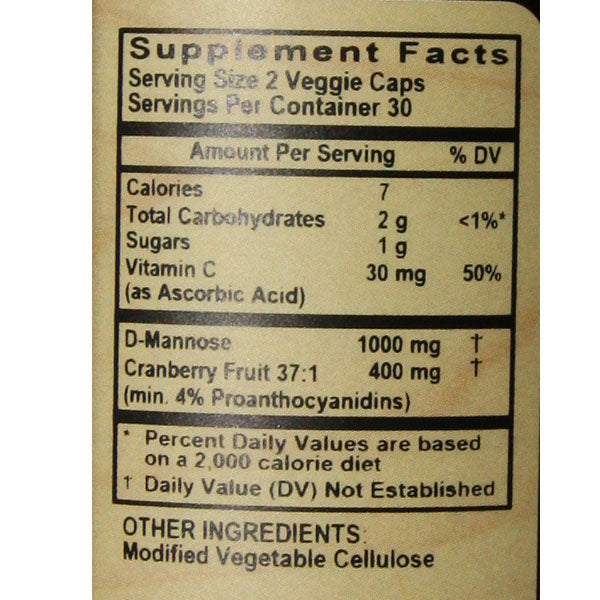 Supplement Facts
Serving Size 2 Veggie Caps
Servings Per Container 30
Amount Per Serving % DV
Calories 7
Total Carbohydrates 2 g <1%*
Sugars 1 g
Vitamin C 30 mg 50%
(as Ascorbic Acid)
D-Mannose 1000 mg †
Cranberry Fruit 37:1 400 mg †
(min. 4% Proanthocyanidins)
* Percent Daily Values are based
on a 2,000 calorie diet
† Daily Value (DV) Not Established
OTHER INGREDIENTS:
Modified Vegetable Cellulose